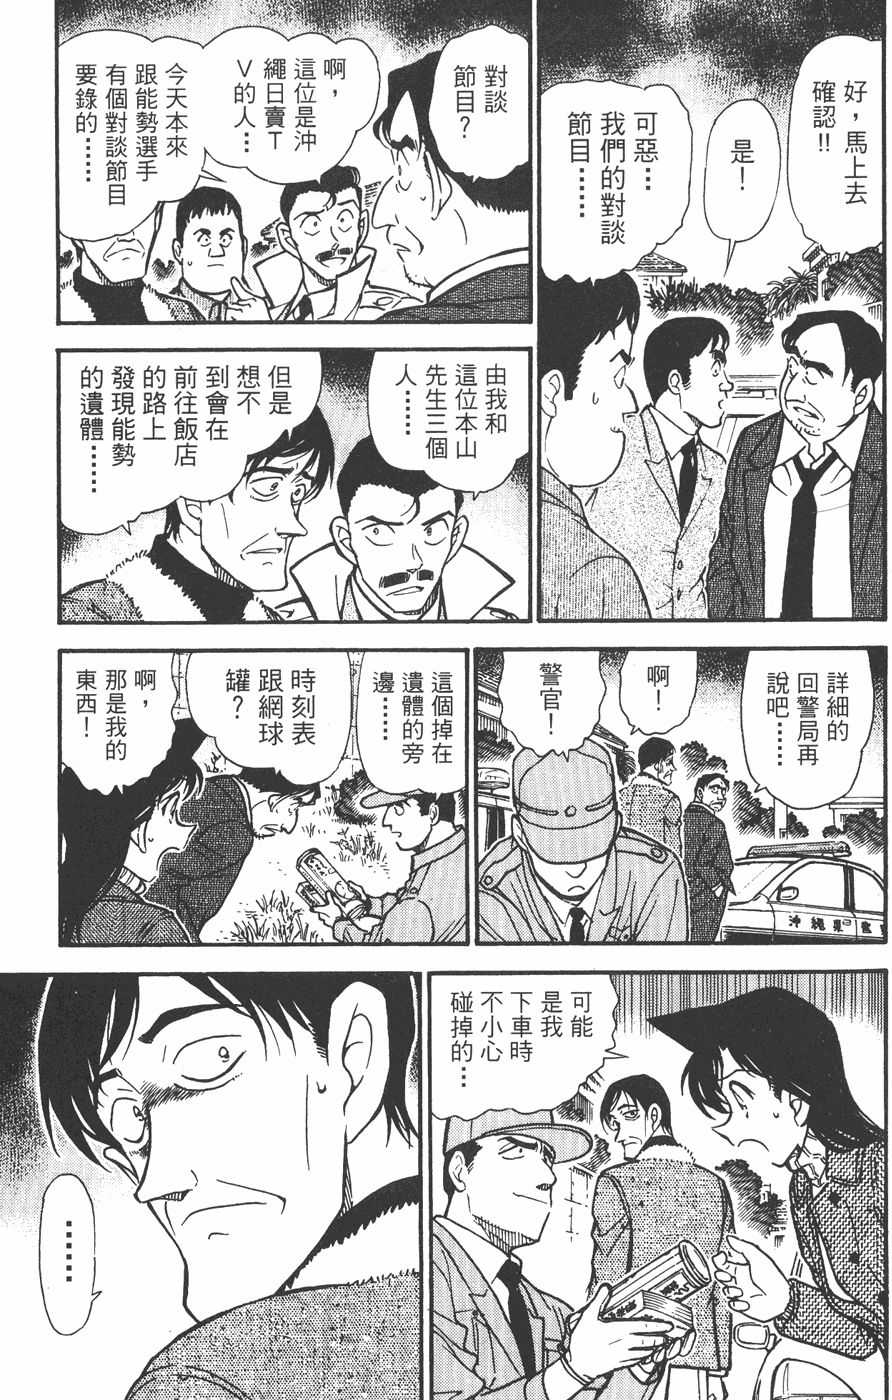 好，馬上去
確認!!
是！
可惡…
我們的對談
節目……
對談
節目？
啊，
這位是沖
繩日賣T
V的人…
今天本來
跟能勢選手
有個對談節目
要錄的……
由我和
這位本山
先生三個
人……
但是
想不
到會在
前往飯店
的路上
發現能勢
的遺體……
詳細的
回警局再
說吧……
啊！
警官！
沖繩県警
這個掉在
遺體的旁
邊……
時刻表
跟網球
罐？
啊，
那是我的
東西！
可能
是我
下車時
不小心
碰掉的…
……